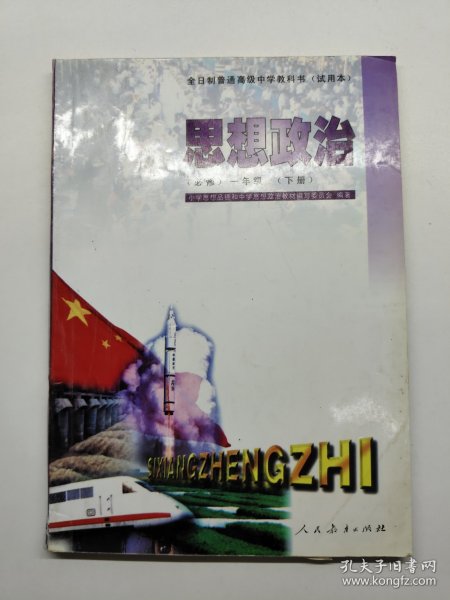 全日制普通高级中学教科书（试用本）
思想政治
（必修）一年级 （下册）
小学思想品德和中学思想政治教材编写委员会 编著
SIXIANGZHENGZHI
人民教育出版社
孔夫子旧书网
www.kongfz.com